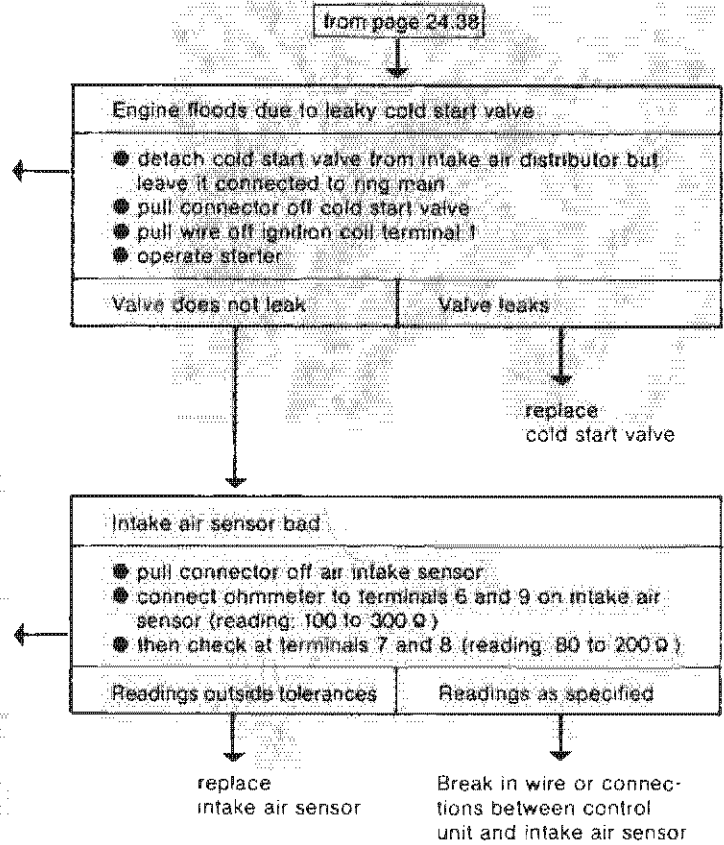 from page 24.38
Engine floods due to leaky cold start valve
● detach cold start valve from intake air distributor but
leave it connected to ring main
● pull connector off cold start valve
● pull wire off ignition coil terminal 1
● operate starter
Valve does not leak
Valve leaks
replace
cold start valve
Intake air sensor bad
● pull connector off air intake sensor
● connect ohmmeter to terminals 6 and 9 on intake air
sensor (reading: 100 to 300 Ω)
● then check at terminals 7 and 8 (reading: 80 to 200 Ω)
Readings outside tolerances
Readings as specified
replace
intake air sensor
Break in wire or connec-
tions between control
unit and intake air sensor